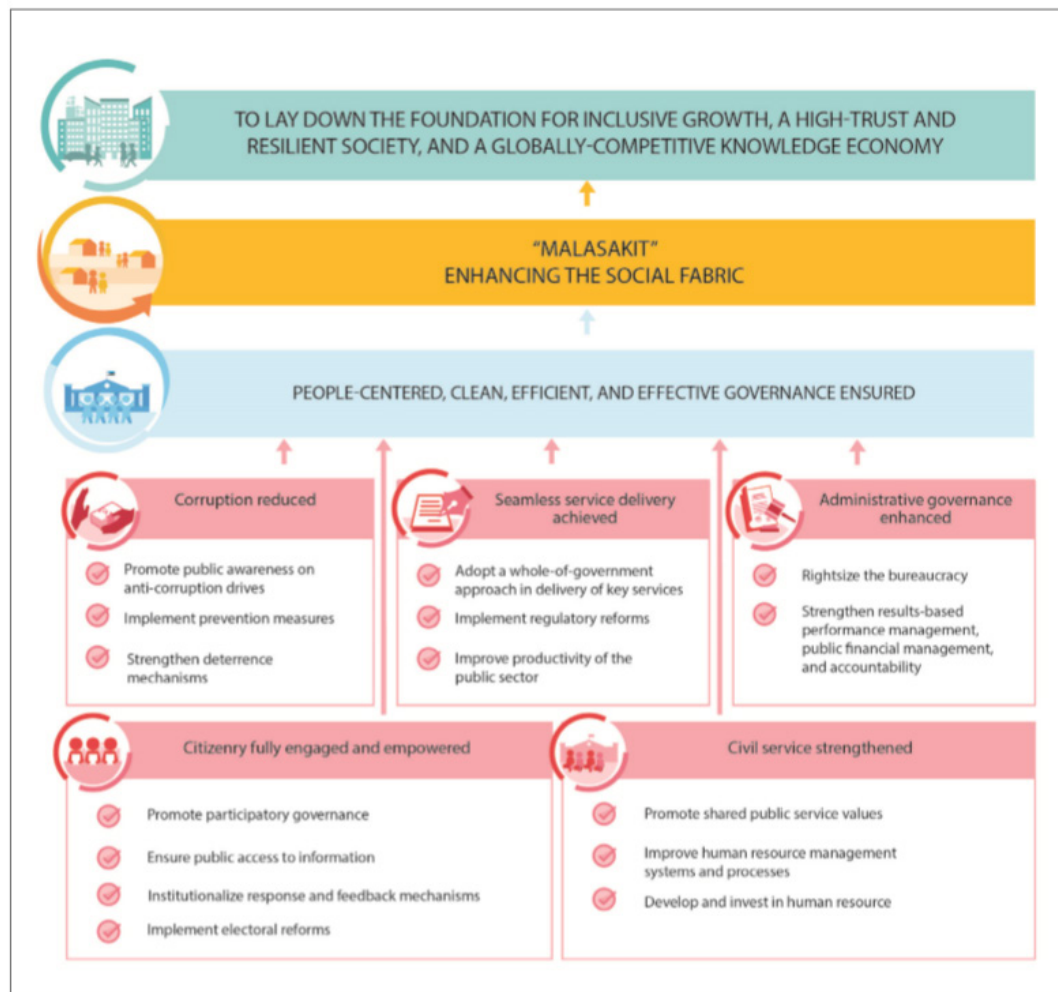 TO LAY DOWN THE FOUNDATION FOR INCLUSIVE GROWTH, A HIGH-TRUST AND
RESILIENT SOCIETY, AND A GLOBALLY-COMPETITIVE KNOWLEDGE ECONOMY
“MALASAKIT”
ENHANCING THE SOCIAL FABRIC
PEOPLE-CENTERED, CLEAN, EFFICIENT, AND EFFECTIVE GOVERNANCE ENSURED
Corruption reduced
Promote public awareness on
anti-corruption drives
Implement prevention measures
Strengthen deterrence
mechanisms
Seamless service delivery
achieved
Adopt a whole-of-government
approach in delivery of key services
Implement regulatory reforms
Improve productivity of the
public sector
Administrative governance
enhanced
Rightsize the bureaucracy
Strengthen results-based
performance management,
public financial management,
and accountability
Citizenry fully engaged and empowered
Promote participatory governance
Ensure public access to information
Institutionalize response and feedback mechanisms
Implement electoral reforms
Civil service strengthened
Promote shared public service values
Improve human resource management
systems and processes
Develop and invest in human resource